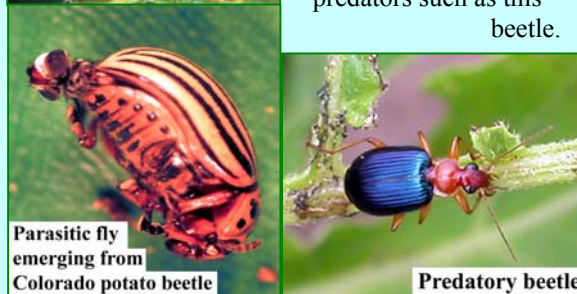 predators such as this
beetle.
Parasitic fly
emerging from
Colorado potato beetle
Predatory beetle